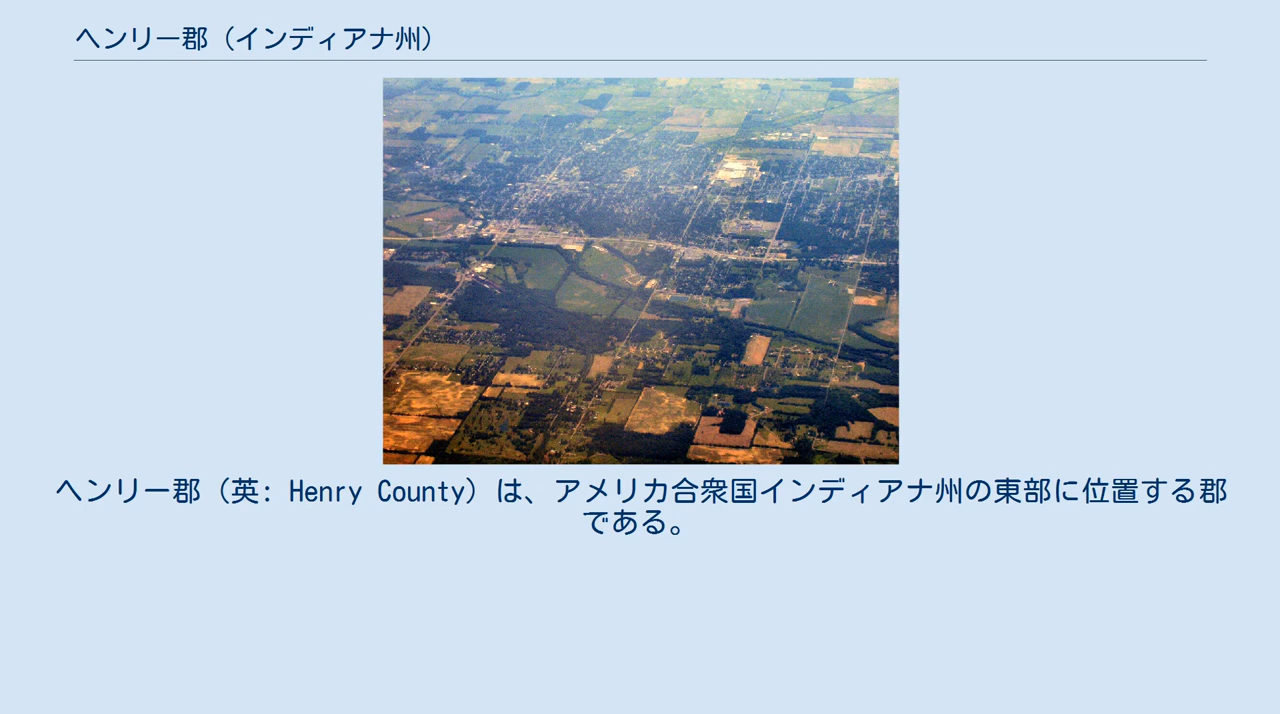 ヘンリー郡（インディアナ州）
ヘンリー郡（英: Henry County）は、アメリカ合衆国インディアナ州の東部に位置する郡
である。